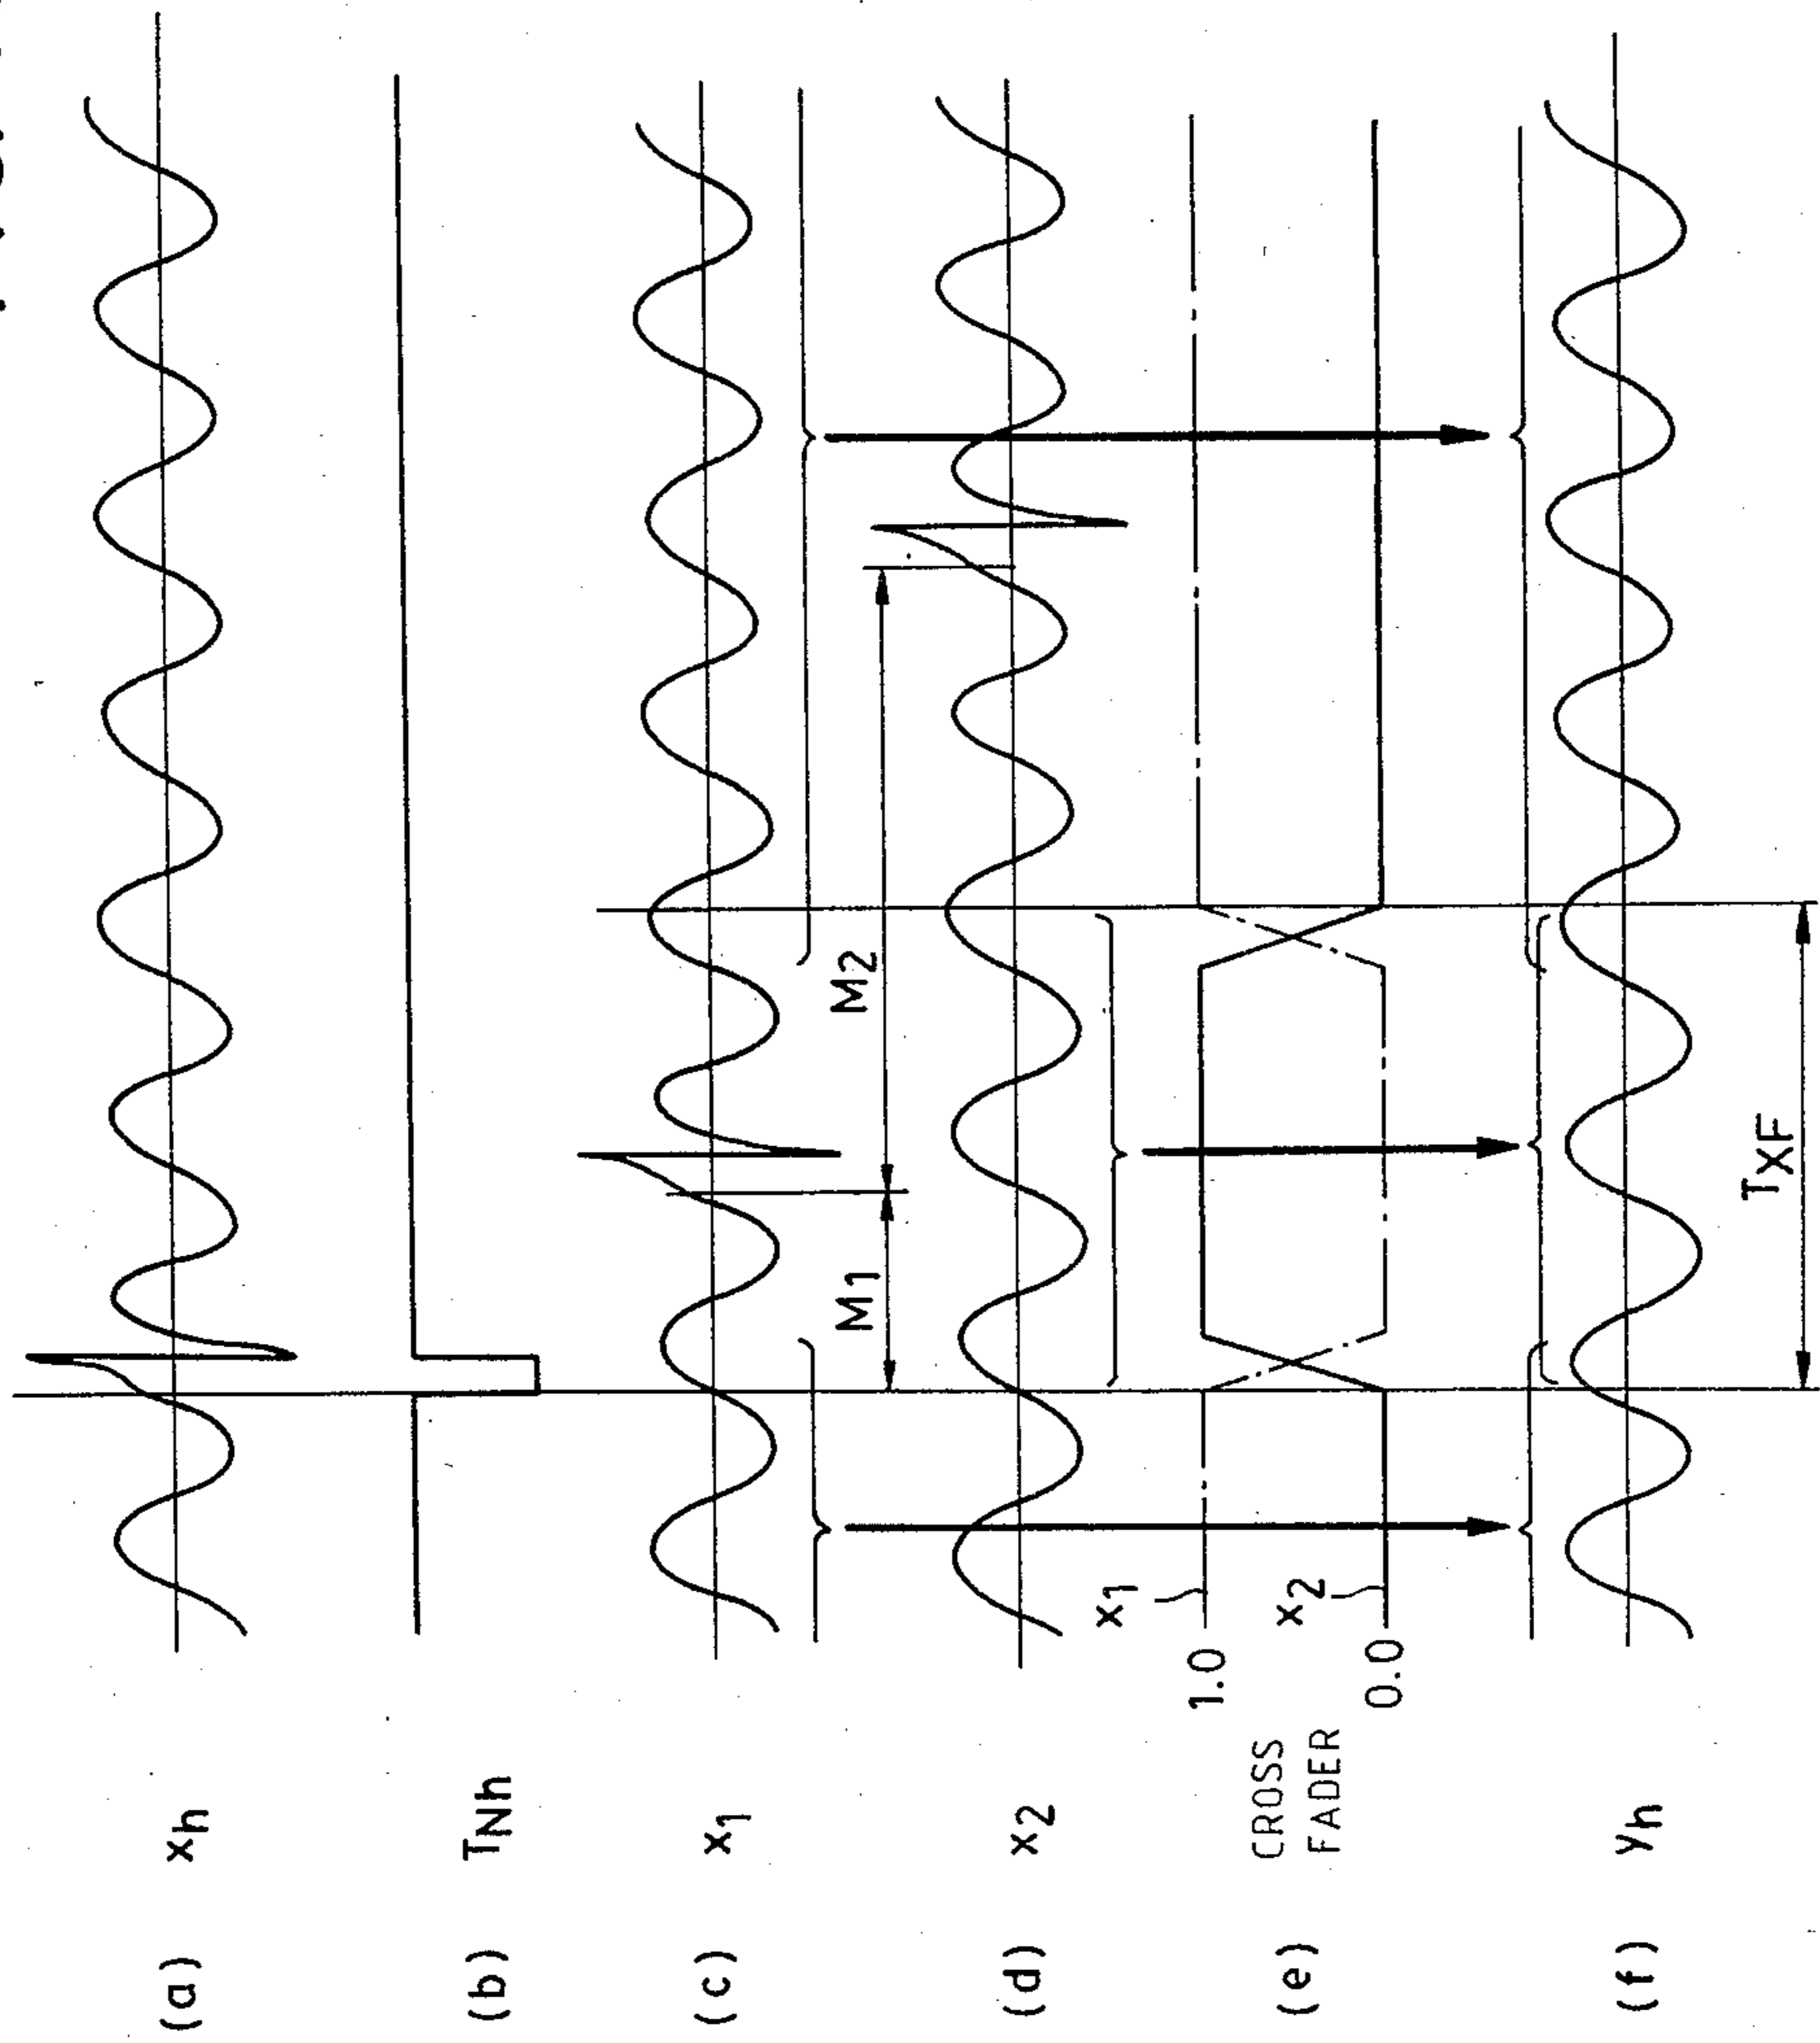 (a) xh
(b) TNh
(c) x1
M1
M2
(d) x2
(e) CROSS FADER
1.0
0.0
x1
x2
(f) yh
TXF